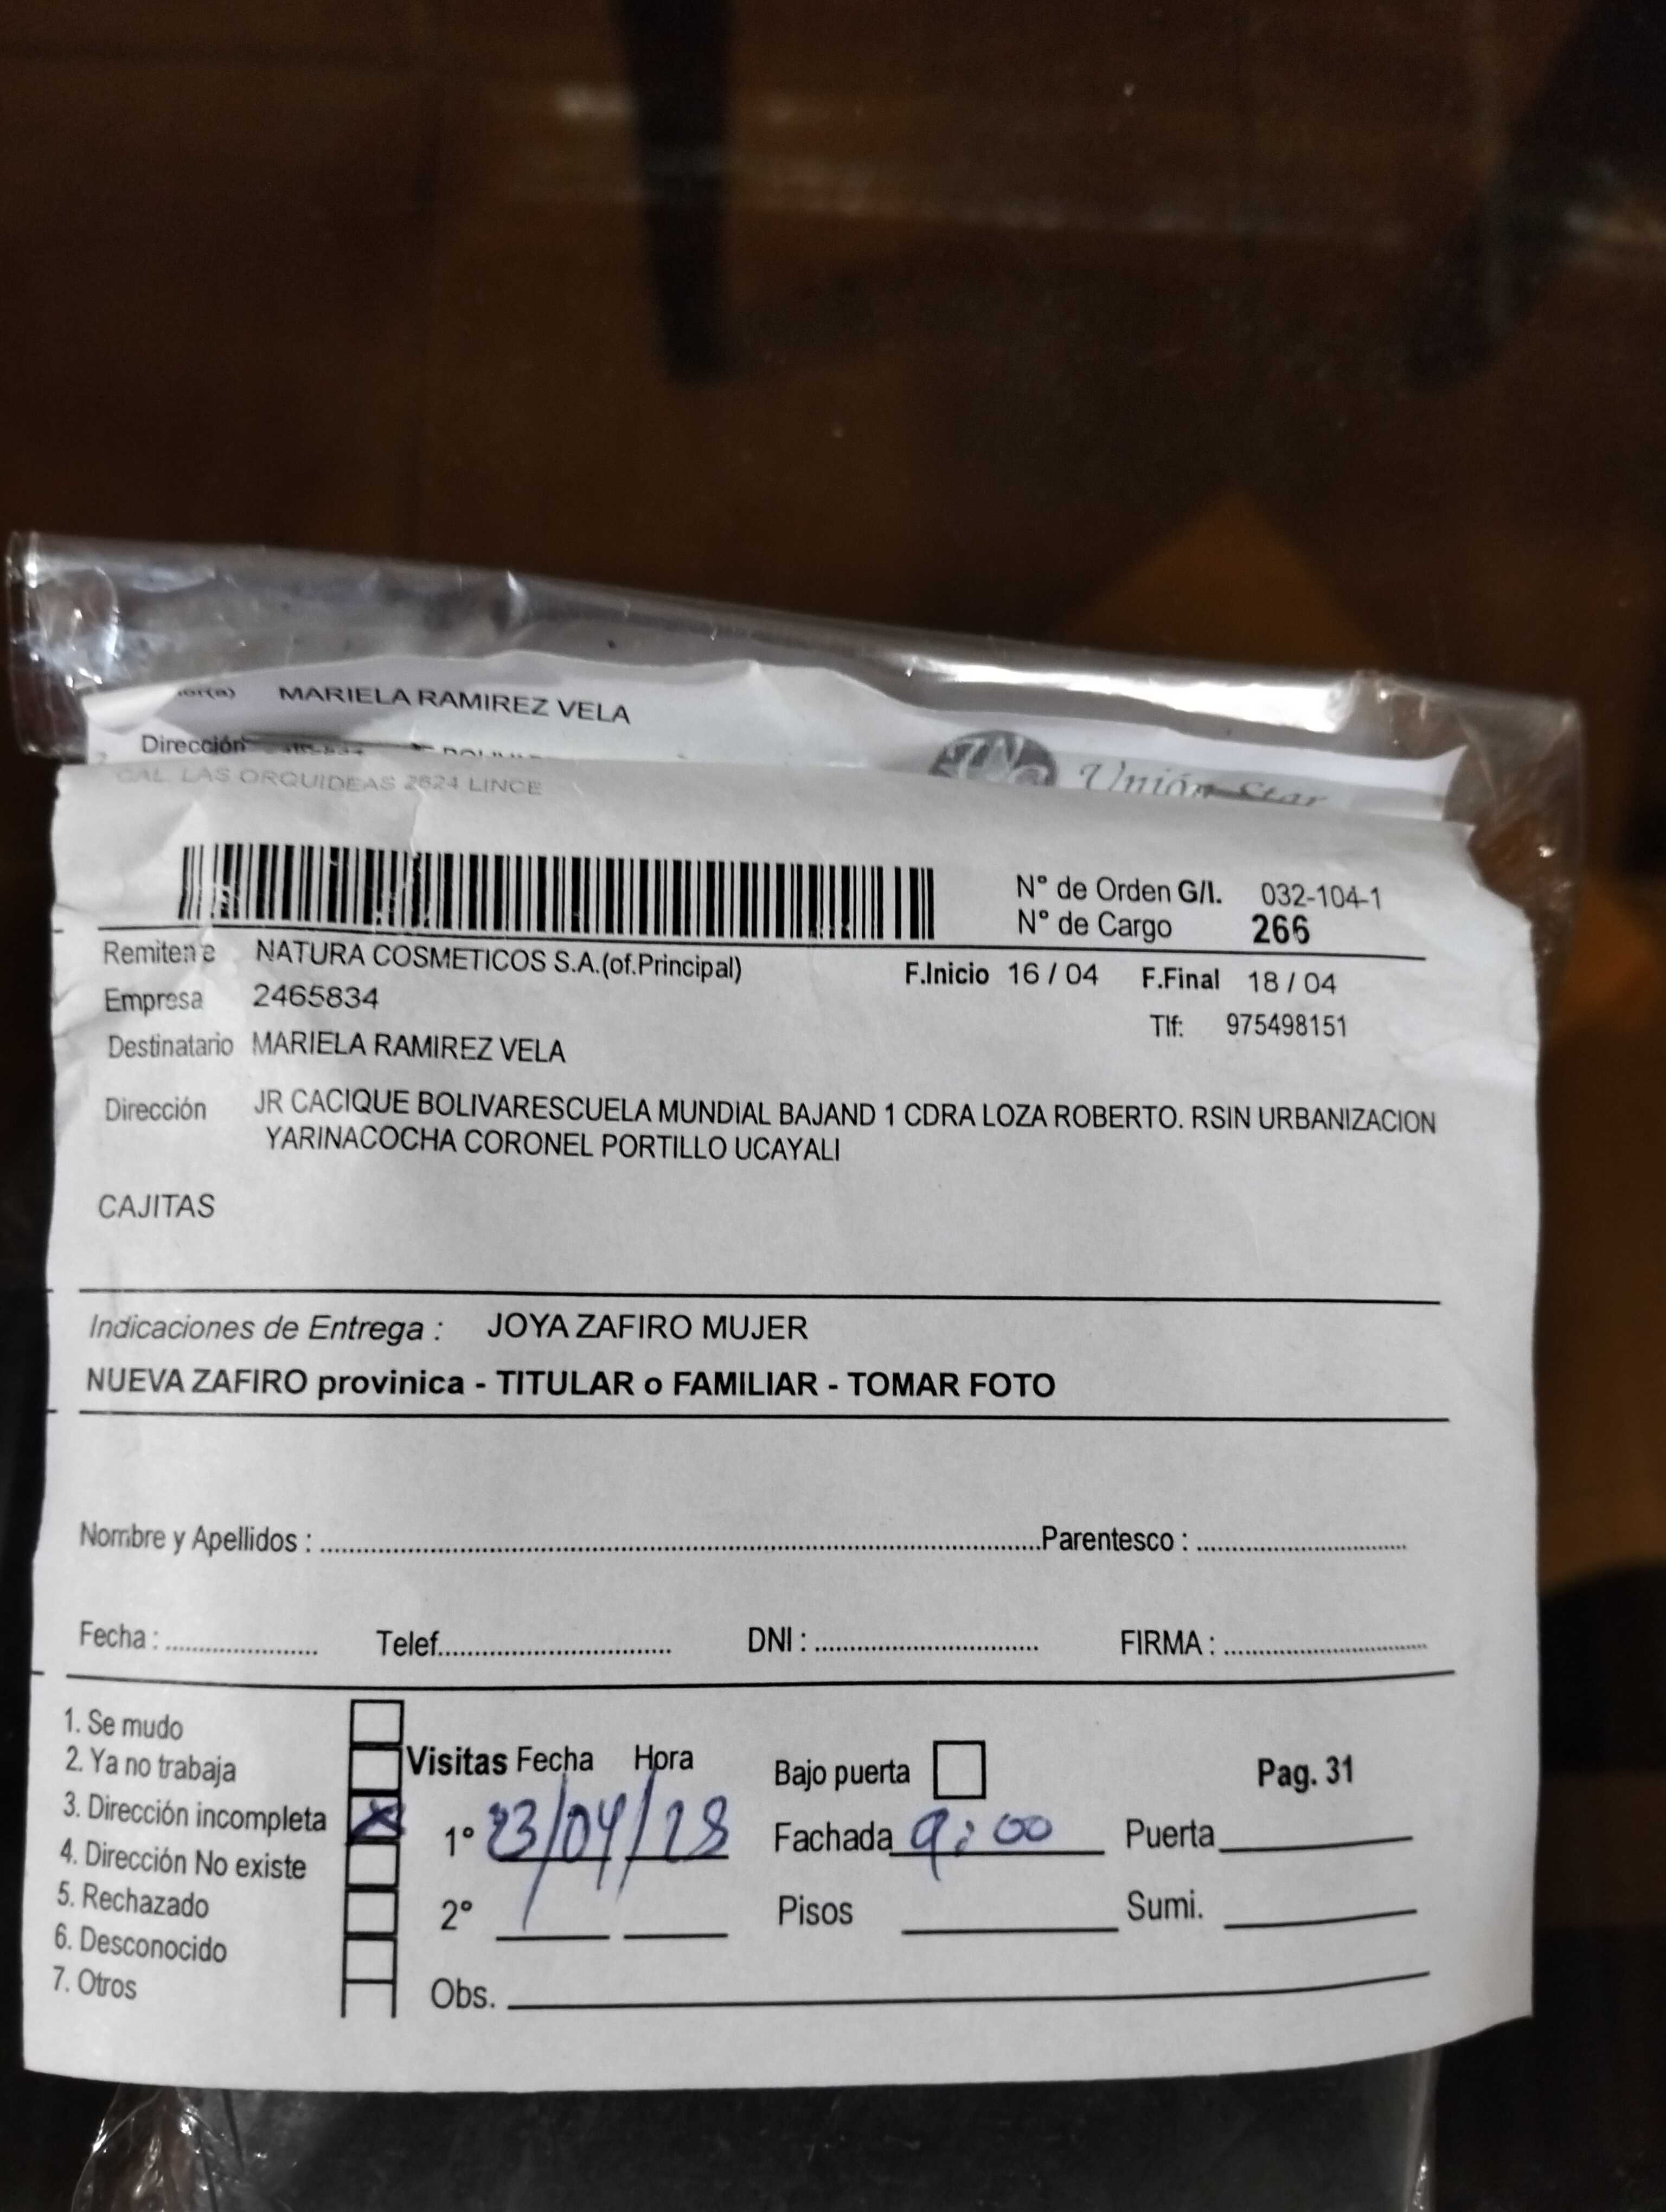 MARIELA RAMIREZ VELA
Dirección
CAL. LAS ORQUIDEAS 2624 LINCE
Unión Star
N° de Orden G/I. 032-104-1
N° de Cargo 266
Remitente NATURA COSMETICOS S.A.(of.Principal)
F.Inicio 16 / 04 F.Final 18 / 04
Empresa 2465834
Tlf: 975498151
Destinatario MARIELA RAMIREZ VELA
Dirección JR CACIQUE BOLIVARESCUELA MUNDIAL BAJAND 1 CDRA LOZA ROBERTO. RSIN URBANIZACION
YARINACOCHA CORONEL PORTILLO UCAYALI
CAJITAS
Indicaciones de Entrega : JOYA ZAFIRO MUJER
NUEVA ZAFIRO provinica - TITULAR o FAMILIAR - TOMAR FOTO
Nombre y Apellidos : Parentesco :
Fecha : Telef. DNI : FIRMA :
1. Se mudo
2. Ya no trabaja
3. Dirección incompleta X
4. Dirección No existe
5. Rechazado
6. Desconocido
7. Otros
Visitas Fecha Hora
1° 23/04/18
2°
Obs.
Bajo puerta
Fachada 9:00
Pisos
Pag. 31
Puerta
Sumi.